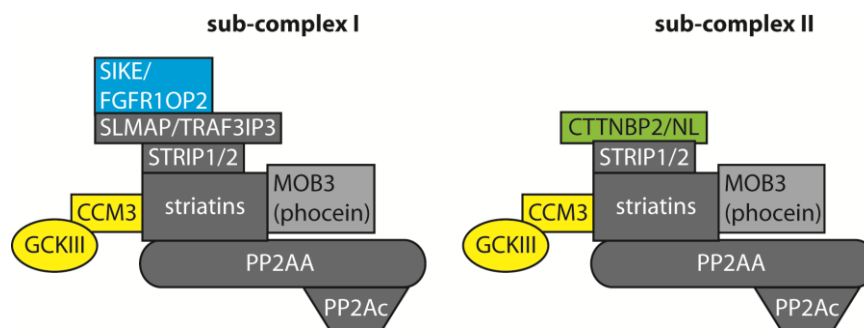 sub-complex I
SIKE/
FGFR1OP2
SLMAP/TRAF3IP3
STRIP1/2
MOB3
(phocein)
striatins
CCM3
GCKIII
PP2AA
PP2Ac
sub-complex II
CTTNBP2/NL
STRIP1/2
MOB3
(phocein)
striatins
CCM3
GCKIII
PP2AA
PP2Ac